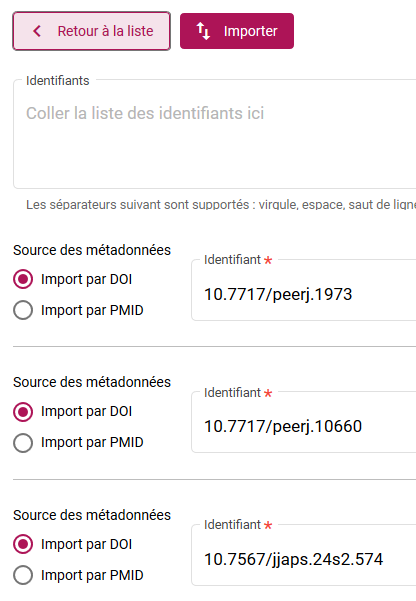 Retour à la liste
Importer
Identifiants
Coller la liste des identifiants ici
Les séparateurs suivant sont supportés : virgule, espace, saut de
Source des métadonnées
Identifiant *
Import par DOI
10.7717/peerj.1973
Import par PMID
Source des métadonnées
Identifiant *
Import par DOI
10.7717/peerj.10660
Import par PMID
Source des métadonnées
Identifiant *
Import par DOI
10.7567/jjaps.24s2.574
Import par PMID